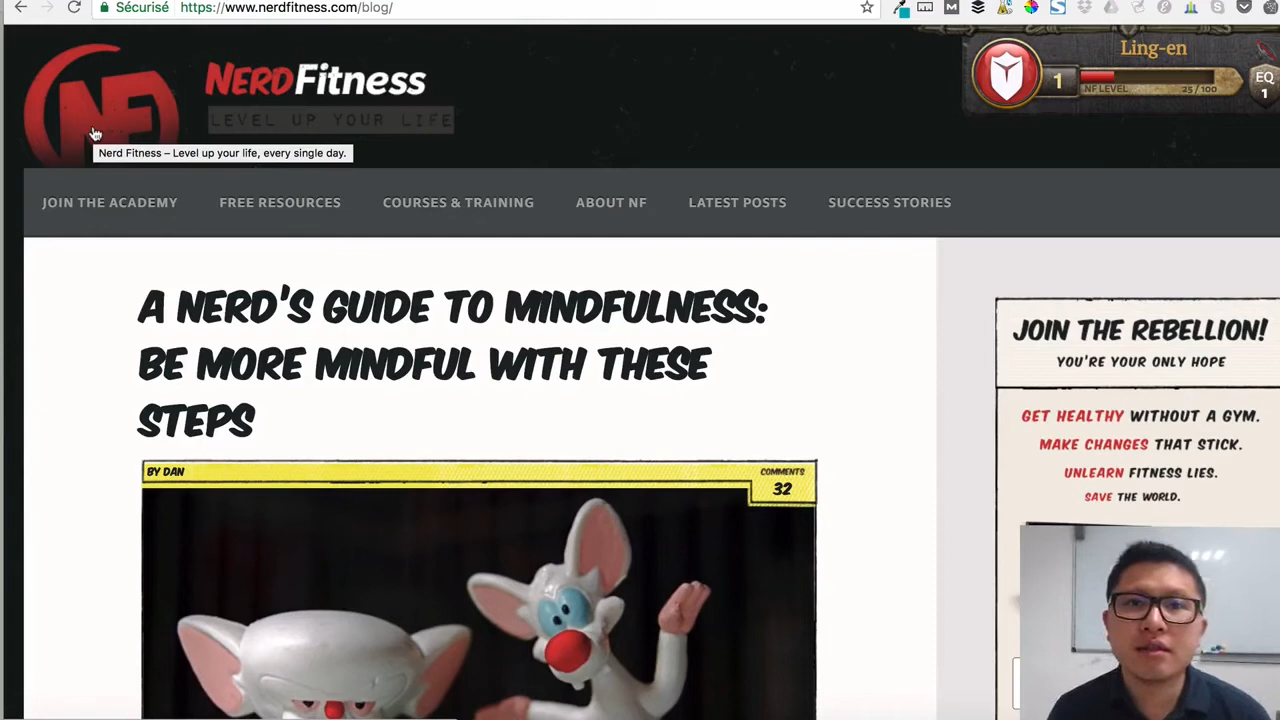 Sécurisé https://www.nerdfitness.com/blog/
NF
NERDFitness
LEVEL UP YOUR LIFE
Nerd Fitness – Level up your life, every single day.
Ling-en
1
NF LEVEL 25 / 100
EQ
1
JOIN THE ACADEMY FREE RESOURCES COURSES & TRAINING ABOUT NF LATEST POSTS SUCCESS STORIES
A NERD'S GUIDE TO MINDFULNESS:
BE MORE MINDFUL WITH THESE
STEPS
BY DAN
COMMENTS
32
JOIN THE REBELLION!
YOU'RE YOUR ONLY HOPE
GET HEALTHY WITHOUT A GYM.
MAKE CHANGES THAT STICK.
UNLEARN FITNESS LIES.
SAVE THE WORLD.